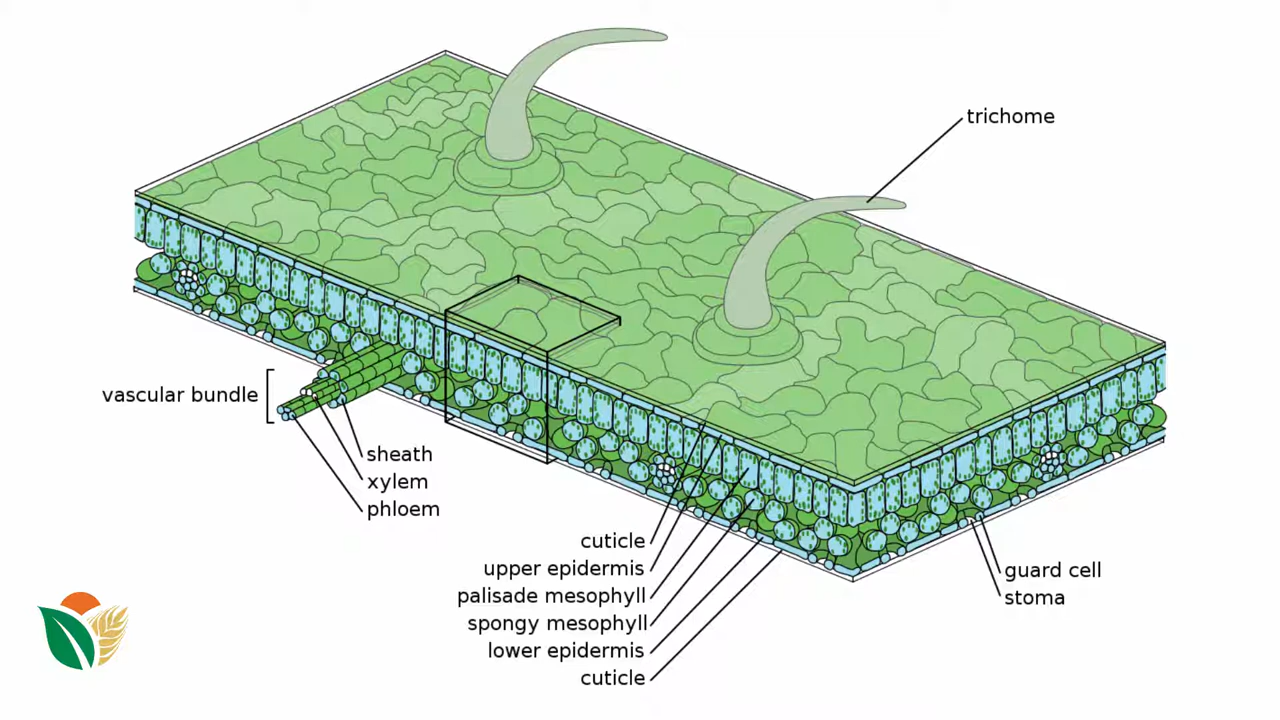 trichome
vascular bundle
sheath
xylem
phloem
cuticle
upper epidermis
palisade mesophyll
spongy mesophyll
lower epidermis
cuticle
guard cell
stoma